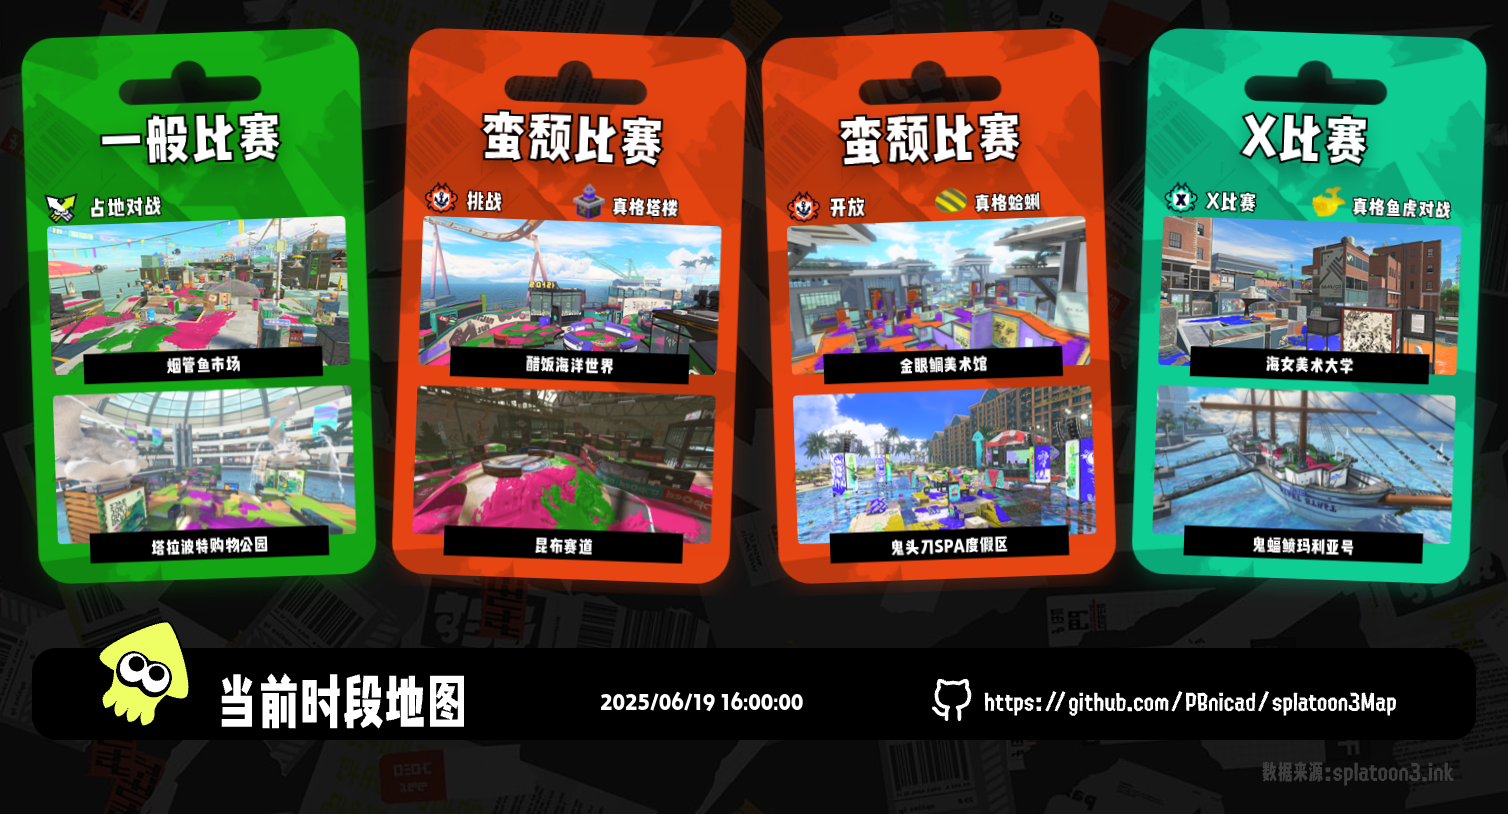 一般比赛
占地对战
烟管鱼市场
塔拉波特购物公园
蛮颓比赛
挑战
真格塔楼
醋饭海洋世界
昆布赛道
蛮颓比赛
开放
真格蛤蜊
金眼鲷美术馆
鬼头刀SPA度假区
X比赛
X比赛
真格鱼虎对战
海女美术大学
鬼蝠鲼玛利亚号
当前时段地图
2025/06/19 16:00:00
https://github.com/PBnicad/splatoon3Map
数据来源:splatoon3.ink